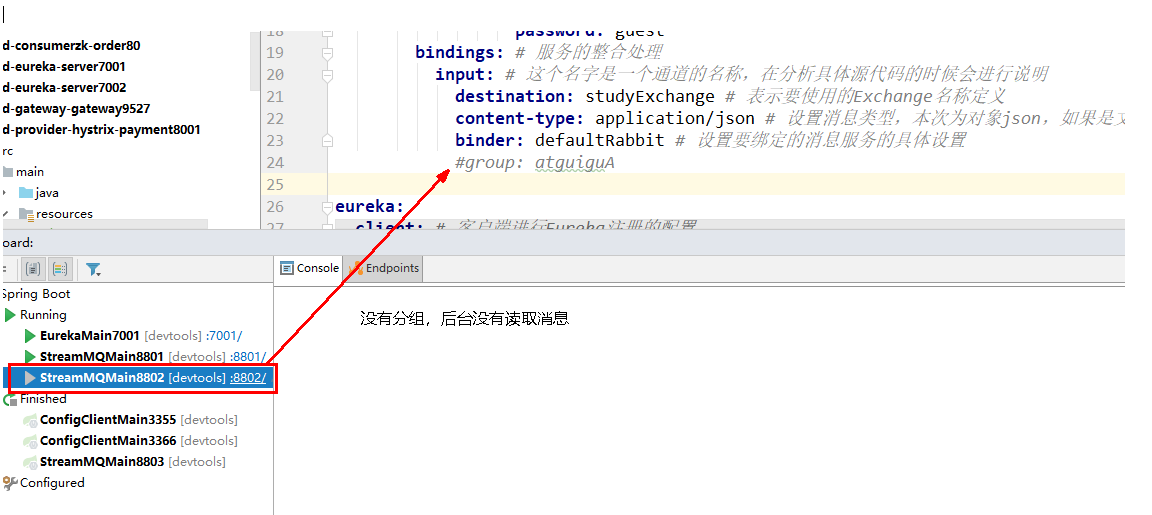 d-consumerzk-order80
d-eureka-server7001
d-eureka-server7002
d-gateway-gateway9527
d-provider-hystrix-payment8001
rc
main
java
resources
18 password: guest
19 bindings: # 服务的整合处理
20 input: # 这个名字是一个通道的名称，在分析具体源代码的时候会进行说明
21 destination: studyExchange # 表示要使用的Exchange名称定义
22 content-type: application/json # 设置消息类型，本次为对象json，如果是文
23 binder: defaultRabbit # 设置要绑定的消息服务的具体设置
24 #group: atguiguA
25
26 eureka:
27 client: # 客户端进行Eureka注册的配置
oard:
Console
Endpoints
Spring Boot
Running
EurekaMain7001 [devtools] :7001/
StreamMQMain8801 [devtools] :8801/
StreamMQMain8802 [devtools] :8802/
Finished
ConfigClientMain3355 [devtools]
ConfigClientMain3366 [devtools]
StreamMQMain8803 [devtools]
Configured
没有分组，后台没有读取消息